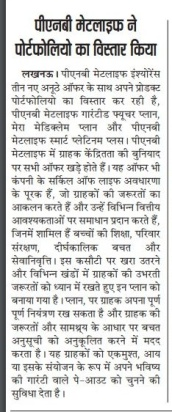 पीएनबी मेटलाइफ ने
पोर्टफोलियो का विस्तार किया
लखनऊ। पीएनबी मेटलाइफ इंश्योरेंस
तीन नए अनूठे ऑफर के साथ अपने प्रोडक्ट
पोर्टफोलियो का विस्तार कर रही है,
पीएनबी मेटलाइफ गारंटीड फ्यूचर प्लान,
मेरा मेडिक्लेम प्लान और पीएनबी
मेटलाइफ स्मार्ट प्लेटिनम प्लस। पीएनबी
मेटलाइफ में ग्राहक केंद्रितता की बुनियाद
पर सभी ऑफर खड़े होते हैं। यह ऑफर भी
कंपनी के सर्किल ऑफ लाइफ अवधारणा
के पूरक हैं, जो ग्राहकों की जरूरतों का
आकलन करते हैं और उन्हें विभिन्न वित्तीय
आवश्यकताओं पर समाधान प्रदान करते हैं,
जिनमें शामिल हैं बच्चों की शिक्षा, परिवार
संरक्षण, दीर्घकालिक बचत और
सेवानिवृत्ति। इस कसौटी पर खरा उतरने
और विभिन्न खंडों में ग्राहकों की उभरती
जरूरतों को ध्यान में रखते हुए इन प्लान को
बनाया गया है। प्लान, पर ग्राहक अपना पूर्ण
पूर्ण नियंत्रण रख सकता है और ग्राहक की
जरूरतों और सामर्थ्य के आधार पर बचत
अनुसूची को अनुकूलित करने में मदद
करता है। यह ग्राहकों को एकमुश्त, आय
या इसके संयोजन के रूप में अपने भविष्य
की गारंटी वाले पे-आउट को चुनने की
सुविधा देता है।